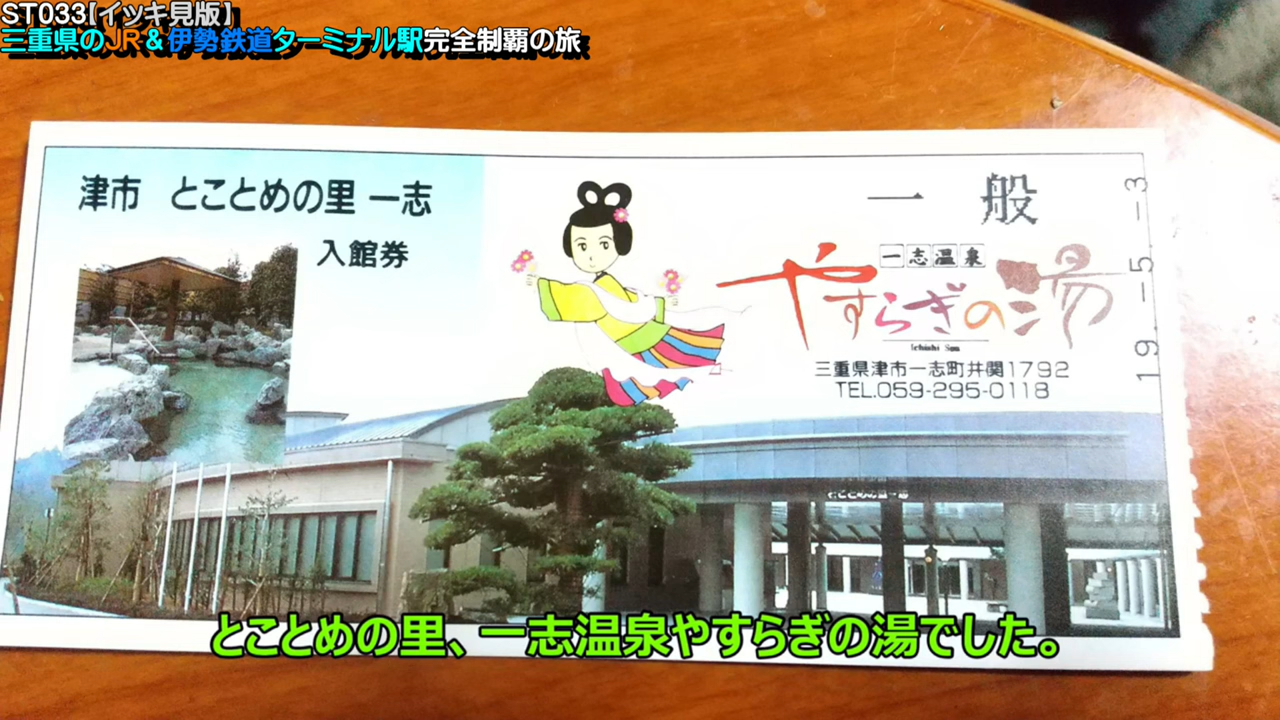 ST033【イッキ見版】
三重県のJR＆伊勢鉄道ターミナル駅完全制覇の旅
津市 とことめの里 一志
入館券
一般
一志温泉
やすらぎの湯
三重県津市一志町井関1792
TEL.059-295-0118
19.-5.-3
とことめの里、一志温泉やすらぎの湯でした。